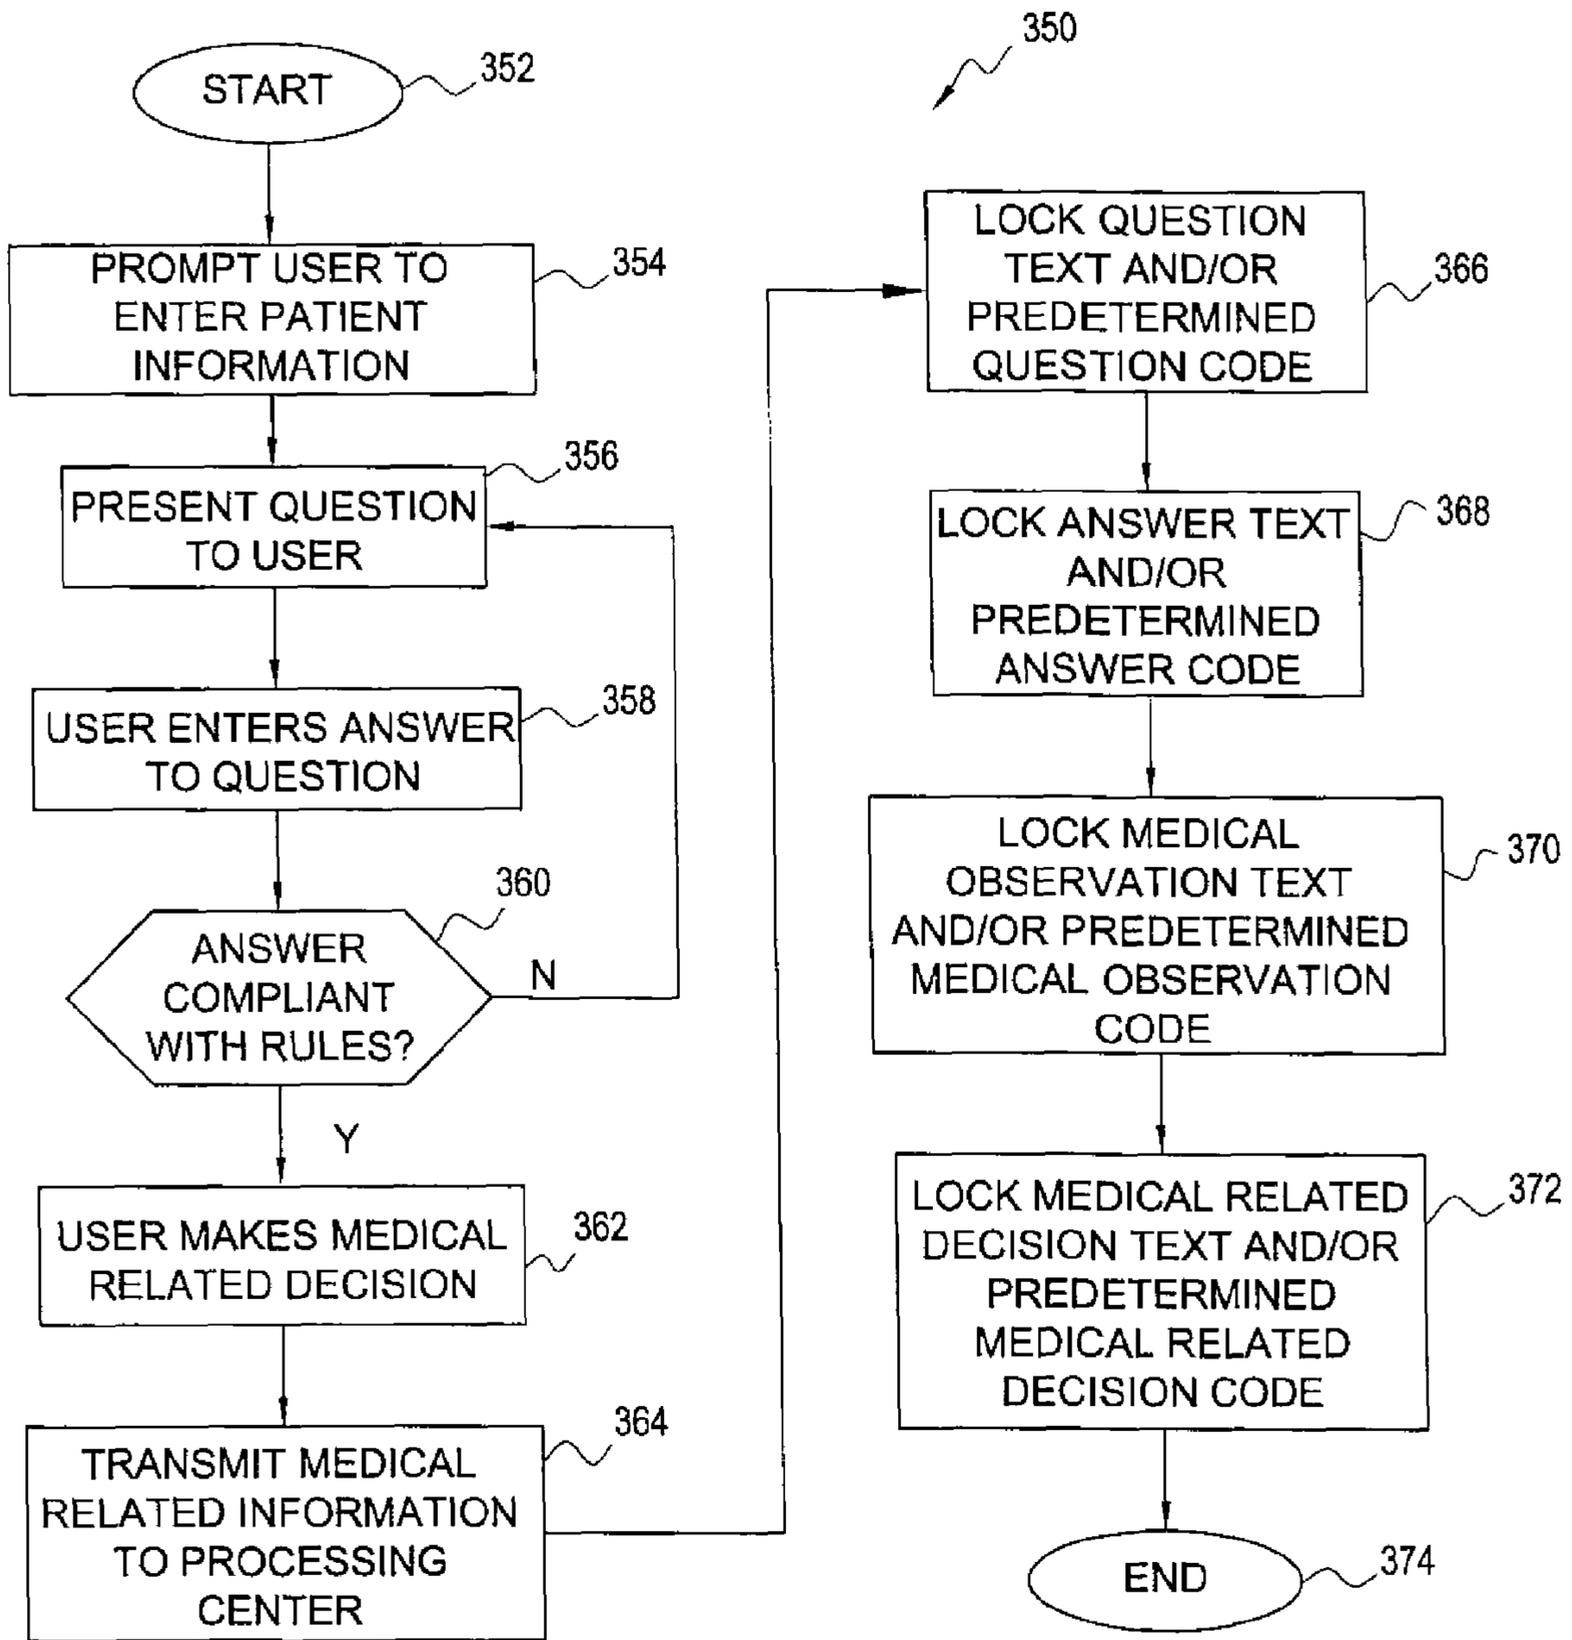 START
352
PROMPT USER TO
ENTER PATIENT
INFORMATION
354
PRESENT QUESTION
TO USER
356
USER ENTERS ANSWER
TO QUESTION
358
ANSWER
COMPLIANT
WITH RULES?
360
N
Y
USER MAKES MEDICAL
RELATED DECISION
362
TRANSMIT MEDICAL
RELATED INFORMATION
TO PROCESSING
CENTER
364
350
LOCK QUESTION
TEXT AND/OR
PREDETERMINED
QUESTION CODE
366
LOCK ANSWER TEXT
AND/OR
PREDETERMINED
ANSWER CODE
368
LOCK MEDICAL
OBSERVATION TEXT
AND/OR PREDETERMINED
MEDICAL OBSERVATION
CODE
370
LOCK MEDICAL RELATED
DECISION TEXT AND/OR
PREDETERMINED
MEDICAL RELATED
DECISION CODE
372
END
374